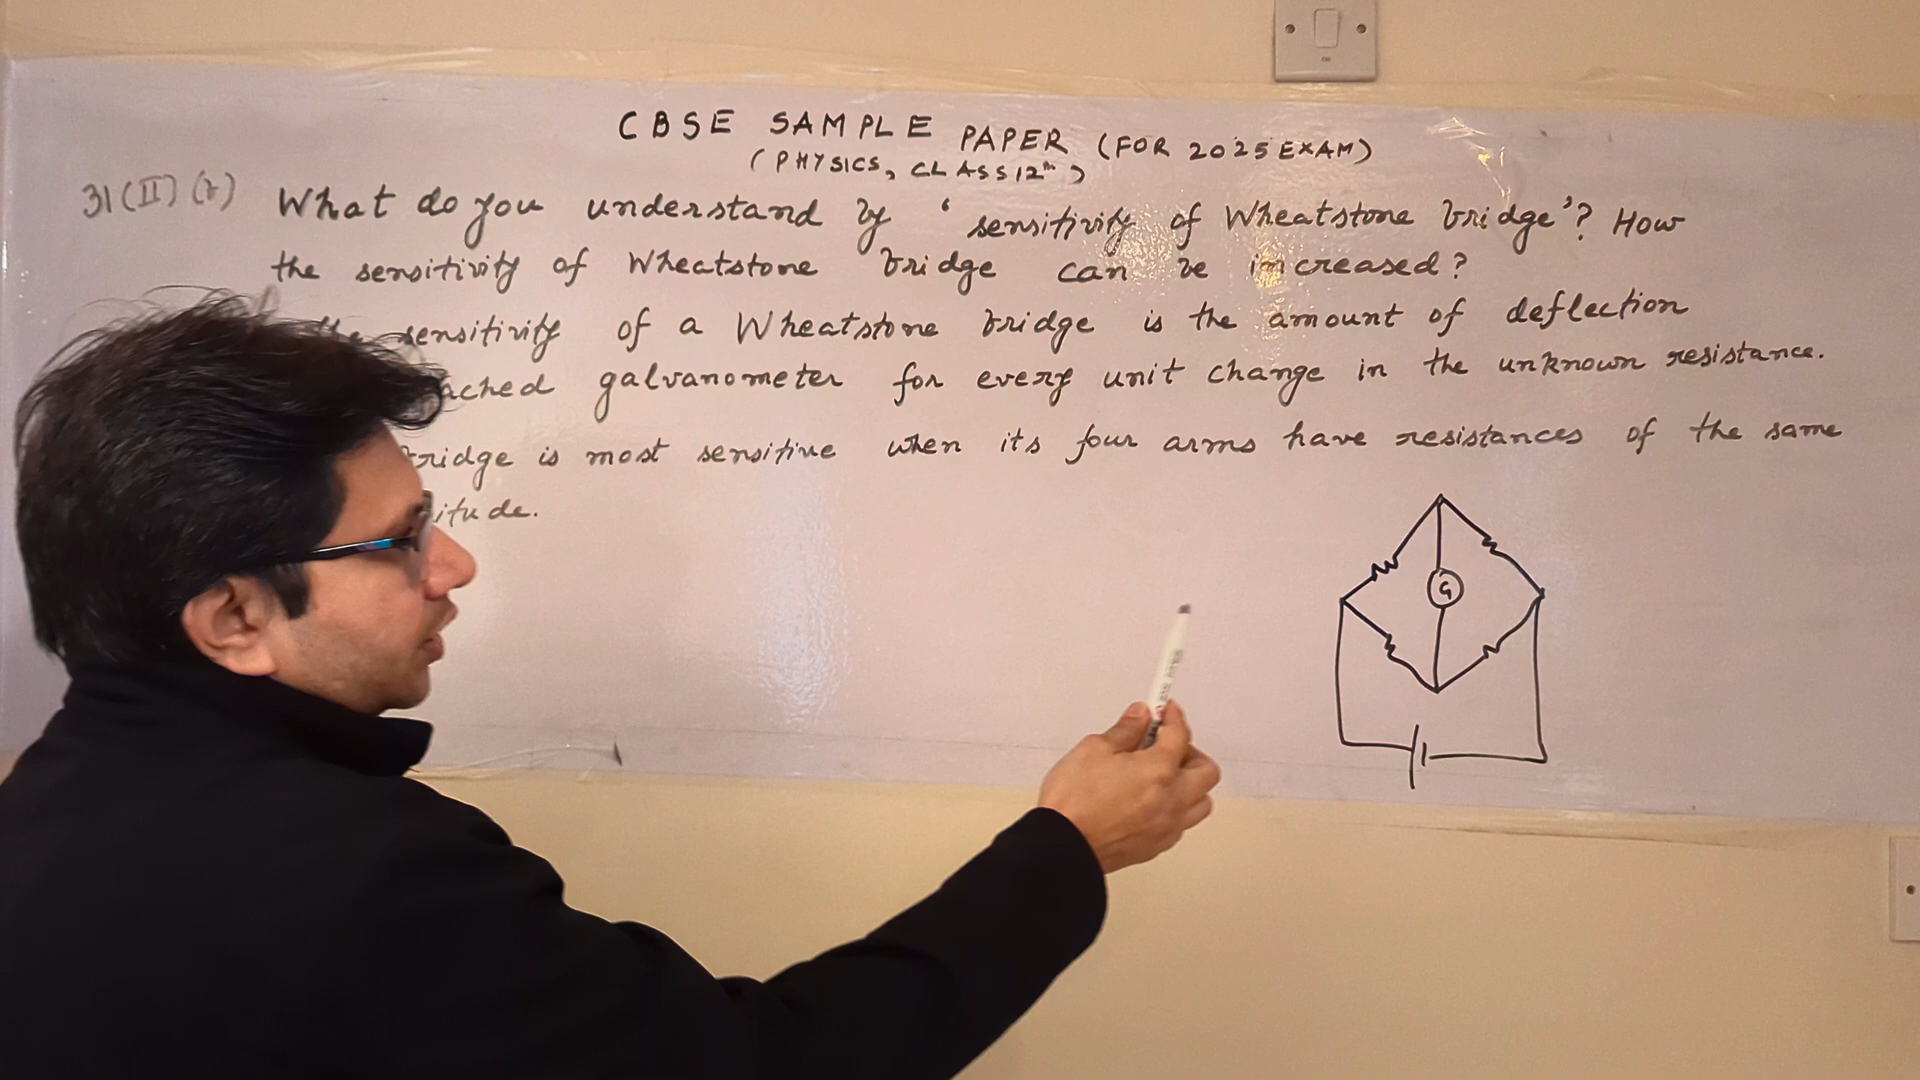 CBSE SAMPLE PAPER (FOR 2025 EXAM)
(PHYSICS, CLASS 12th)
31(II) What do you understand by 'sensitivity of Wheatstone bridge'? How
the sensitivity of Wheatstone bridge can be increased?
sensitivity of a Wheatstone bridge is the amount of deflection
galvanometer for every unit change in the unknown resistance.
is most sensitive when its four arms have resistances of the same
G